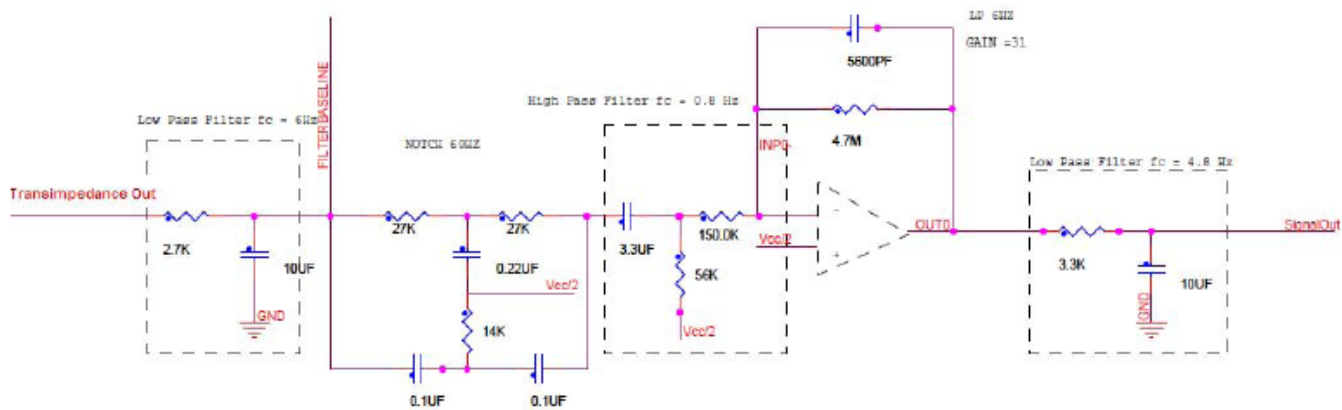 LP 6HZ
GAIN =31
5600PF
4.7M
High Pass Filter fc = 0.8 Hz
Low Pass Filter fc = 6Hz
FILTERBASELINE
NOTCH 60HZ
INP0-
Low Pass Filter fc = 4.8 Hz
TransImpedance Out
2.7K
10UF
GND
27K
27K
0.22UF
Vcc/2
14K
0.1UF
0.1UF
3.3UF
150.0K
56K
Vcc/2
Vcc/2
-
+
OUT0
3.3K
10UF
GND
SignalOut